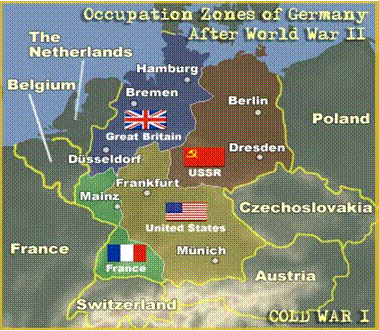 Occupation Zones of Germany
After World War II
The
Netherlands
Belgium
Hamburg
Bremen
Great Britain
Berlin
Poland
Düsseldorf
Dresden
USSR
Mainz
Frankfurt
United States
Czechoslovakia
France
France
Münich
Austria
Switzerland
COLD WAR I